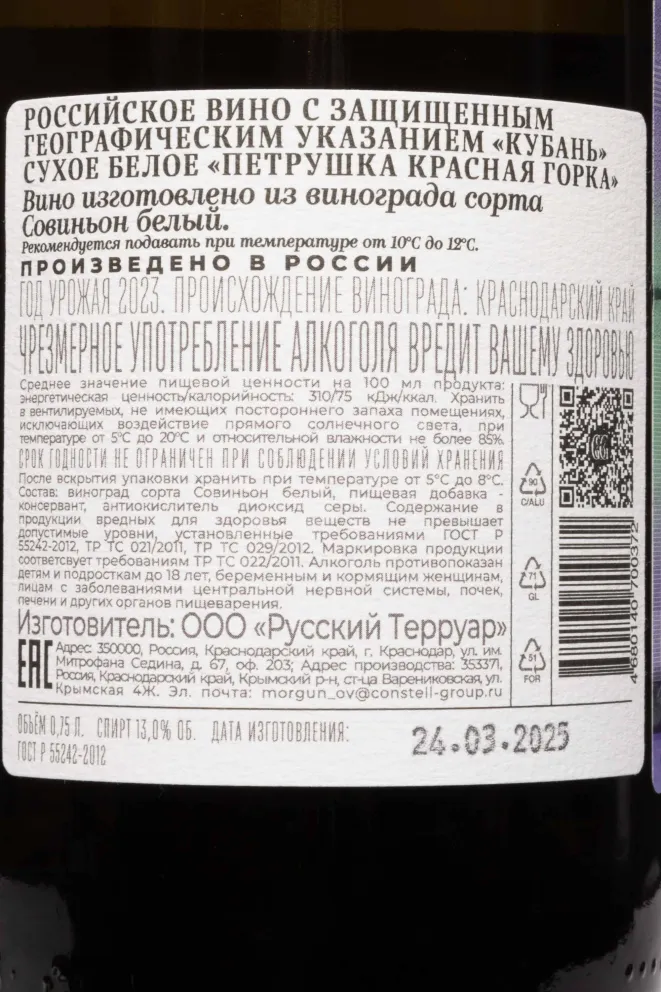 РОССИЙСКОЕ ВИНО С ЗАЩИЩЕННЫМ
ГЕОГРАФИЧЕСКИМ УКАЗАНИЕМ «КУБАНЬ»
СУХОЕ БЕЛОЕ «ПЕТРУШКА КРАСНАЯ ГОРКА»
Вино изготовлено из винограда сорта
Совиньон белый.
Рекомендуется подавать при температуре от 10°С до 12°С.
ПРОИЗВЕДЕНО В РОССИИ
ГОД УРОЖАЯ 2023. ПРОИСХОЖДЕНИЕ ВИНОГРАДА: КРАСНОДАРСКИЙ КРАЙ
ЧРЕЗМЕРНОЕ УПОТРЕБЛЕНИЕ АЛКОГОЛЯ ВРЕДИТ ВАШЕМУ ЗДОРОВЬЮ
Среднее значение пищевой ценности на 100 мл продукта:
энергетическая ценность/калорийность: 310/75 кДж/ккал. Хранить
в вентилируемых, не имеющих постороннего запаха помещениях,
исключающих воздействие прямого солнечного света, при
температуре от 5°С до 20°С и относительной влажности не более 85%.
СРОК ГОДНОСТИ НЕ ОГРАНИЧЕН ПРИ СОБЛЮДЕНИИ УСЛОВИЙ ХРАНЕНИЯ
После вскрытия упаковки хранить при температуре от 5°С до 8°С.
Состав: виноград сорта Совиньон белый, пищевая добавка -
консервант, антиокислитель диоксид серы. Содержание в
продукции вредных для здоровья веществ не превышает
допустимые уровни, установленные требованиями ГОСТ Р
55242-2012, ТР ТС 021/2011, ТР ТС 029/2012. Маркировка продукции
соответсвует требованиям ТР ТС 022/2011. Алкоголь противопоказан
детям и подросткам до 18 лет, беременным и кормящим женщинам,
лицам с заболеваниями центральной нервной системы, почек,
печени и других органов пищеварения.
Изготовитель: ООО «Русский Терруар»
EAC Адрес 350000, Россия, Краснодарский край, г. Краснодар, ул. им.
Митрофана Седина, д. 67, оф. 203; Адрес производства: 353371,
Россия, Краснодарский край, Крымский р-н, ст-ца Варениковская, ул.
Крымская 4Ж. Эл. почта: morgun_ov@constell-group.ru
90
C/ALU
71
GL
51
FOR
4680140700372
ОБЪЁМ 0,75 Л. СПИРТ 13,0% ОБ. ДАТА ИЗГОТОВЛЕНИЯ: 24.03.2025
ГОСТ Р 55242-2012